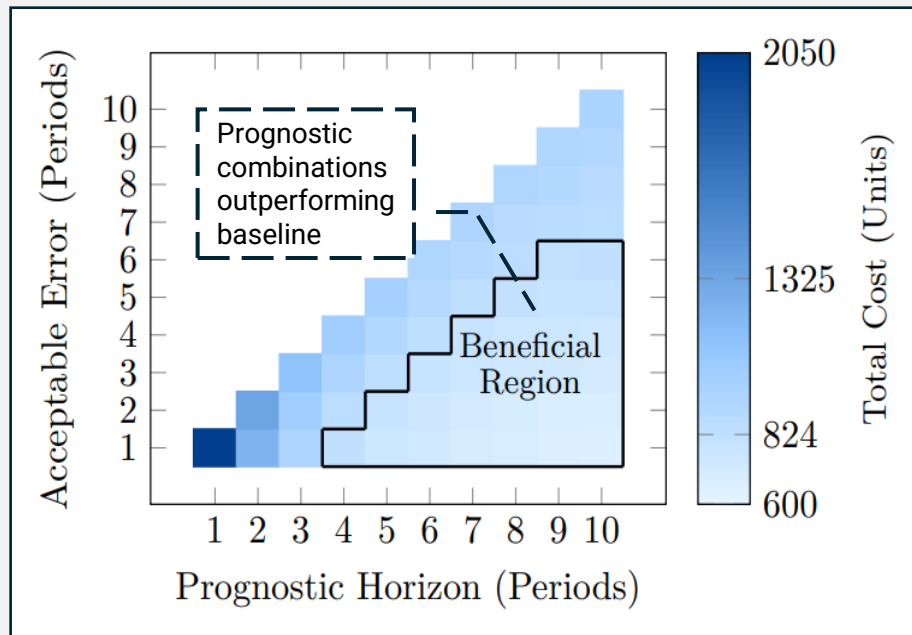 Acceptable Error (Periods)
10
9
8
7
6
5
4
3
2
1
Prognostic
combinations
outperforming
baseline
Beneficial
Region
1 2 3 4 5 6 7 8 9 10
Prognostic Horizon (Periods)
2050
1325
824
600
Total Cost (Units)